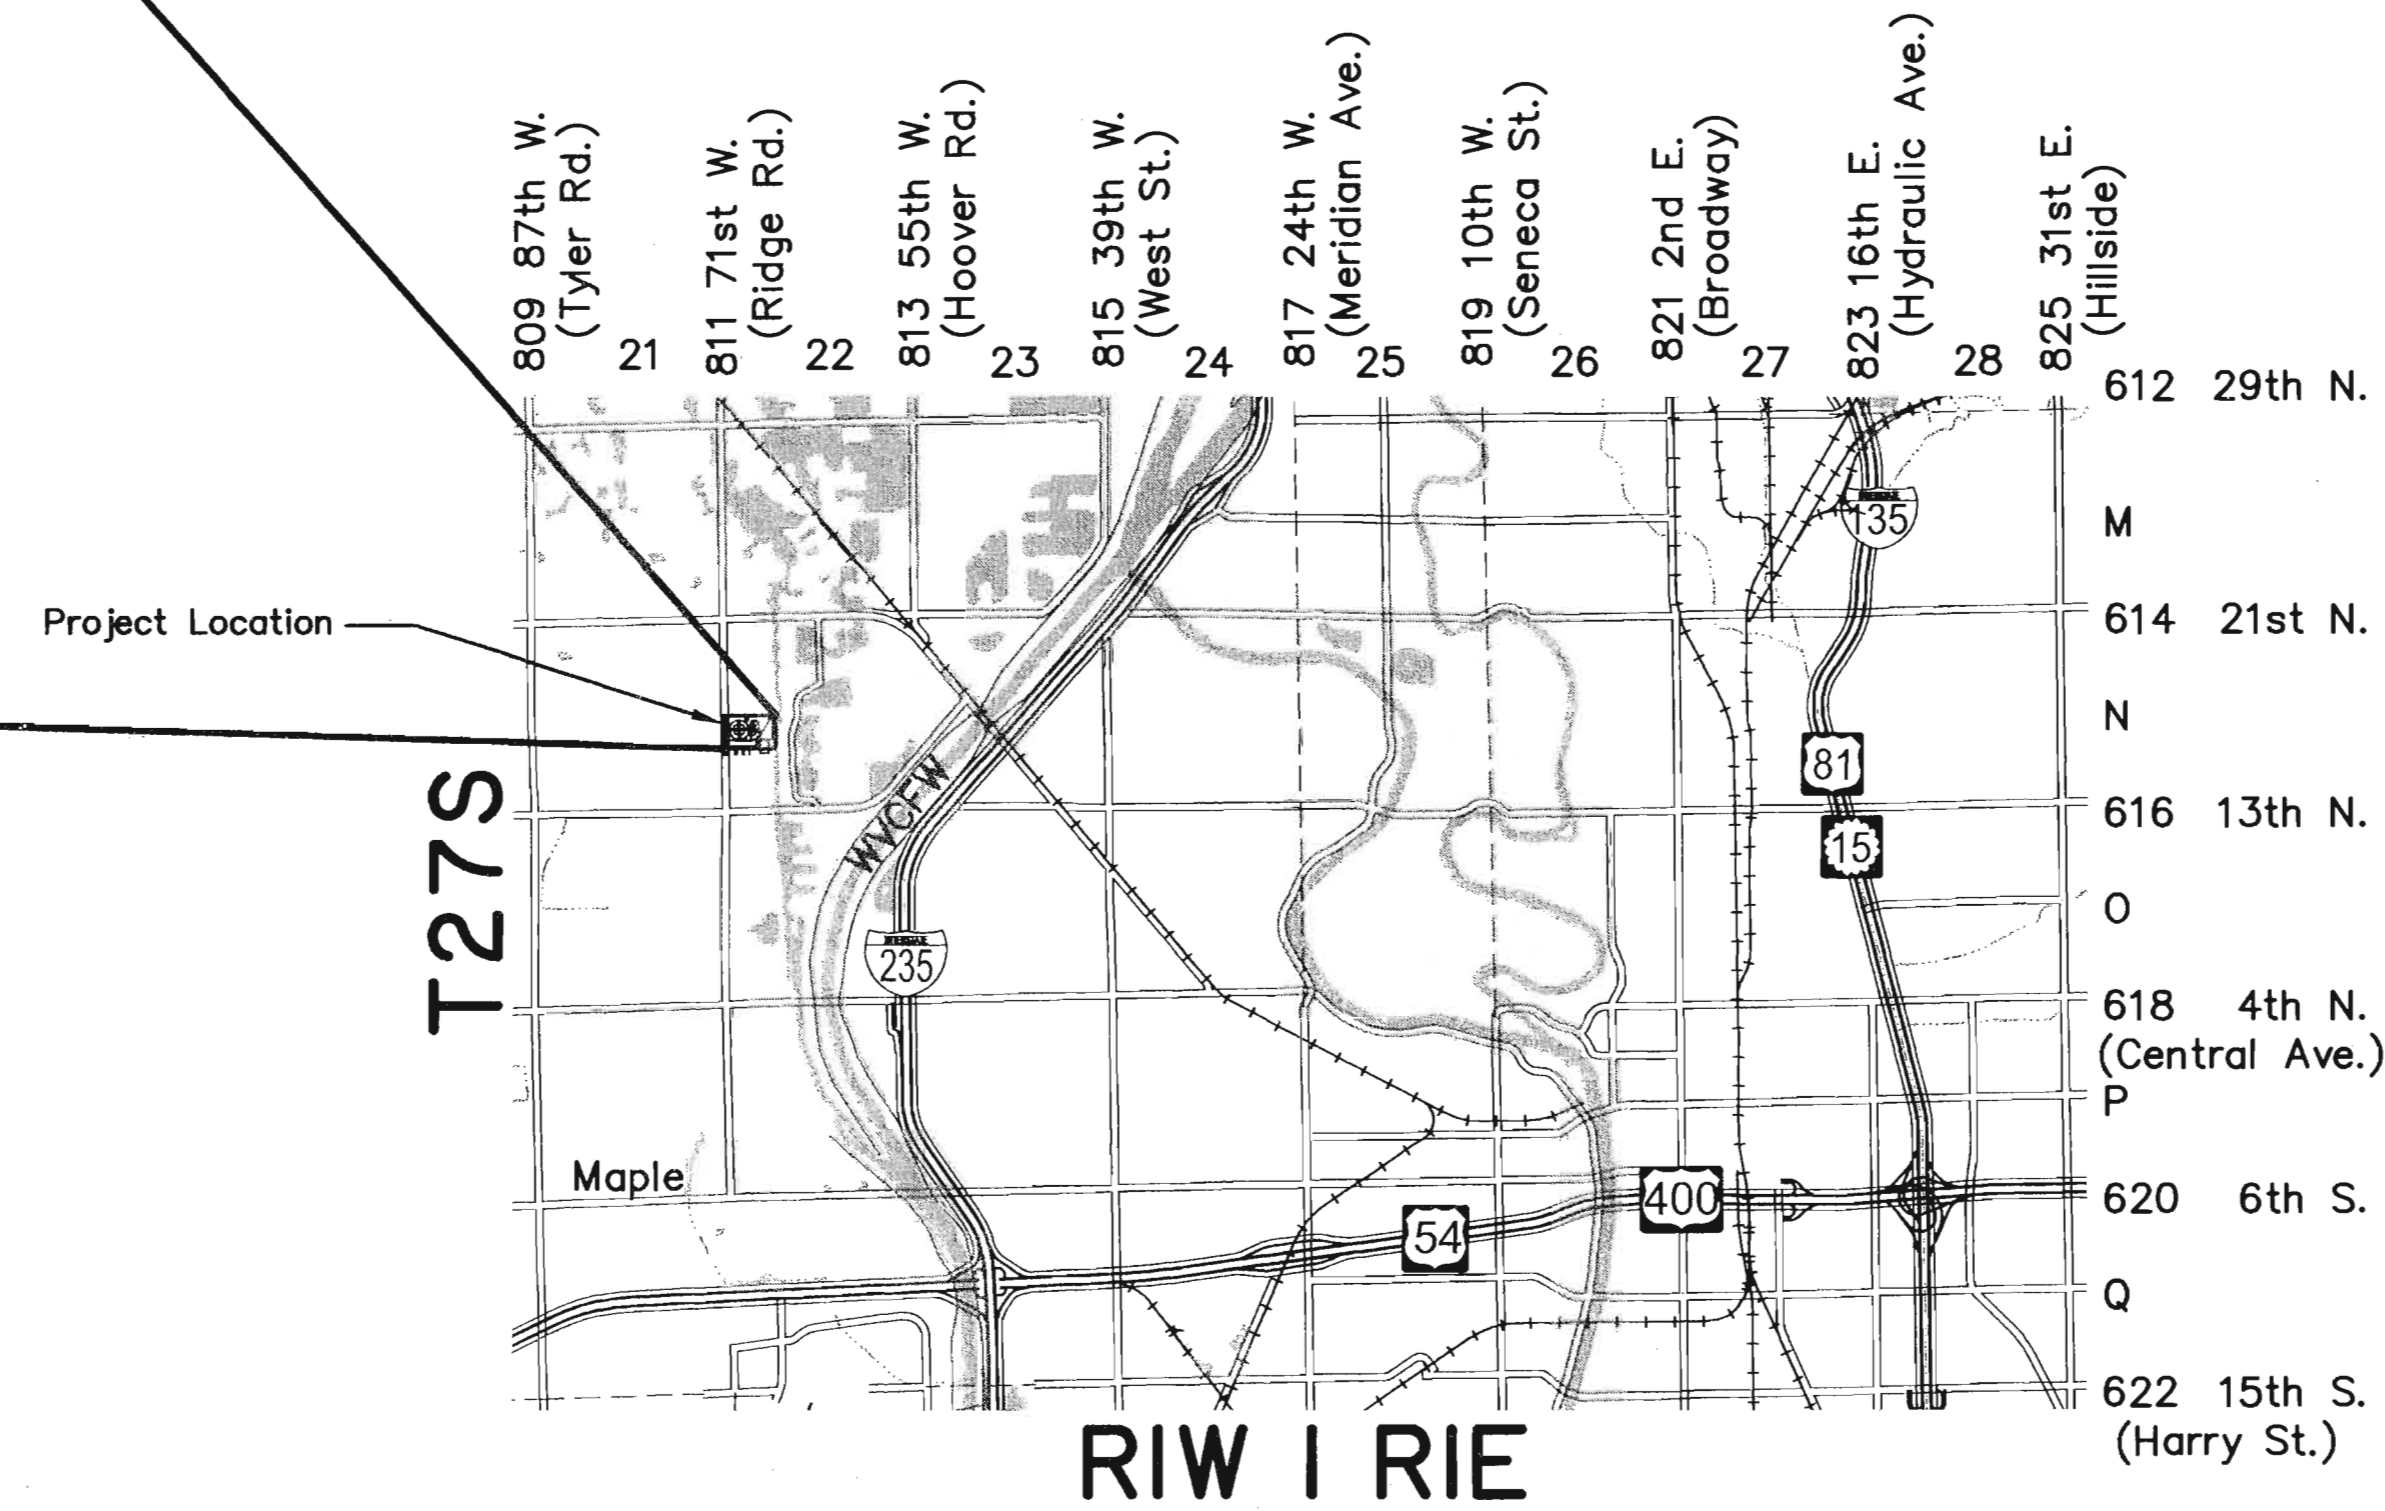 809 87th W.
(Tyler Rd.)
21
811 71st W.
(Ridge Rd.)
22
813 55th W.
(Hoover Rd.)
23
815 39th W.
(West St.)
24
817 24th W.
(Meridian Ave.)
25
819 10th W.
(Seneca St.)
26
821 2nd E.
(Broadway)
27
823 16th E.
(Hydraulic Ave.)
28
825 31st E.
(Hillside)
612 29th N.
M
135
Project Location
614 21st N.
N
81
T27S
WVCFW
616 13th N.
15
O
235
618 4th N.
(Central Ave.)
P
Maple
400
620 6th S.
54
Q
622 15th S.
(Harry St.)
RIW I RIE